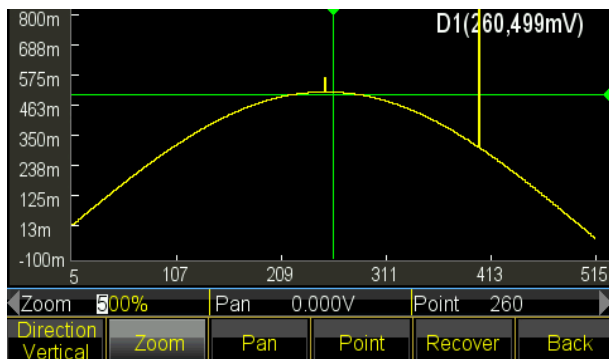 800m
D1(260,499mV)
688m
575m
463m
350m
238m
125m
13m
-100m
5 107 209 311 413 515
Zoom 500% Pan 0.000V Point 260
Direction Vertical Zoom Pan Point Recover Back